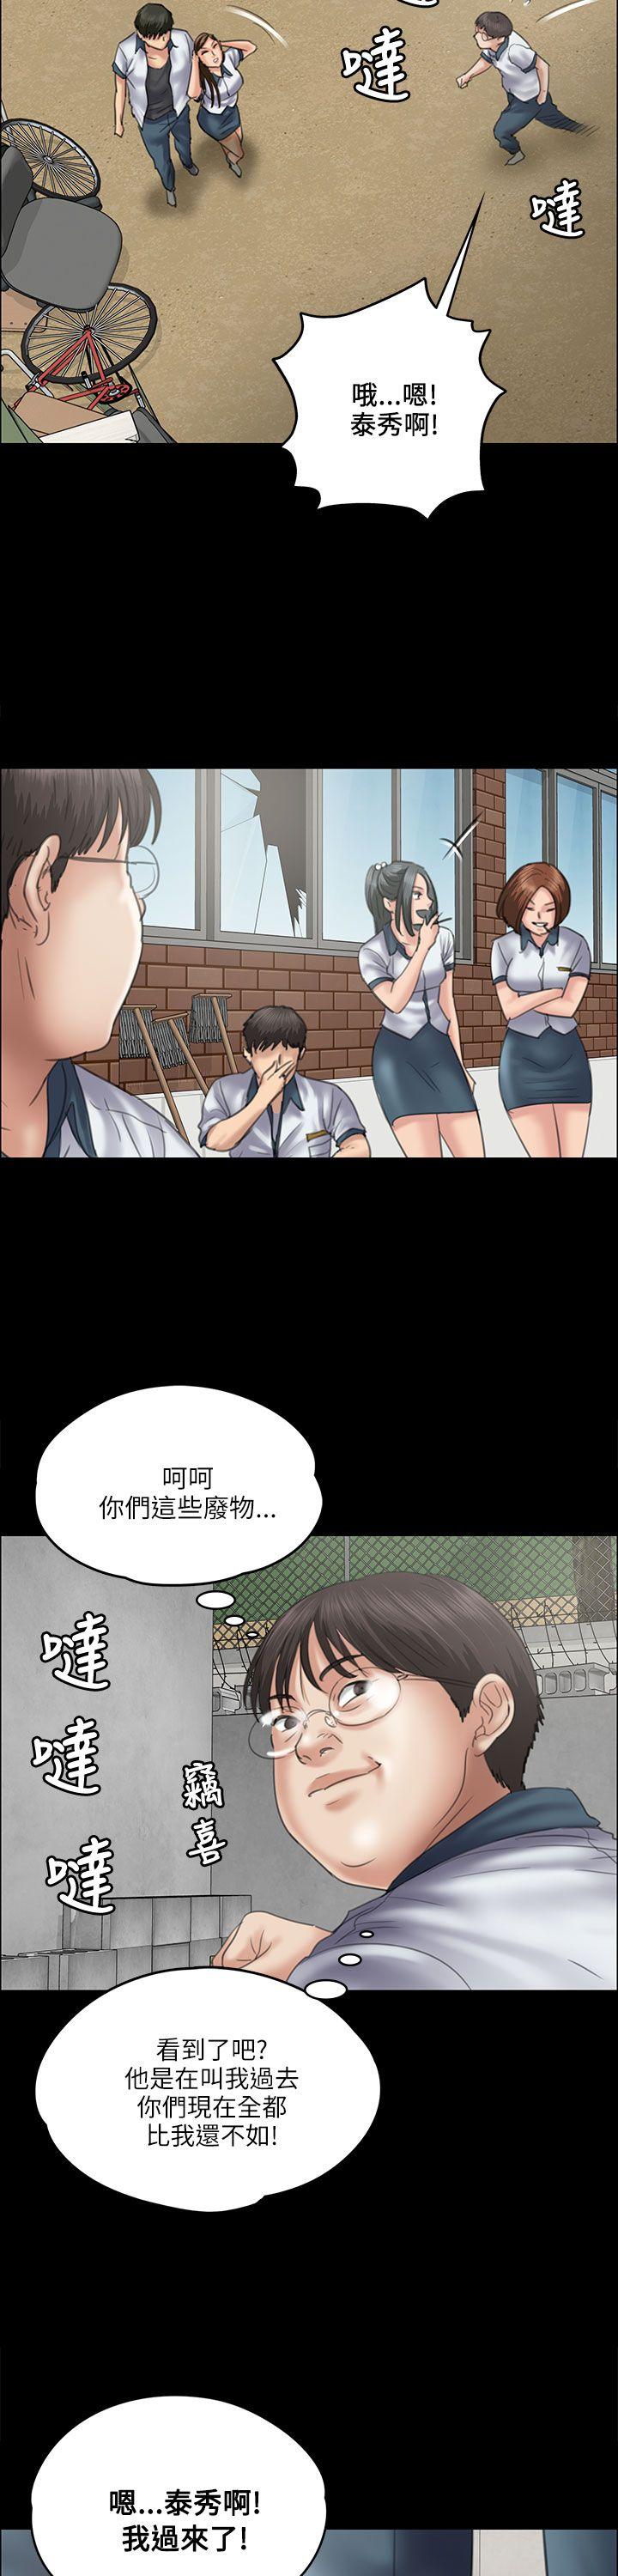 噠
噠
哦...嗯!
泰秀啊!
呵呵
你們這些廢物...
噠
噠
噠
竊喜
看到了吧?
他是在叫我過去
你們現在全都
比我還不如!
嗯...泰秀啊!
我過來了!